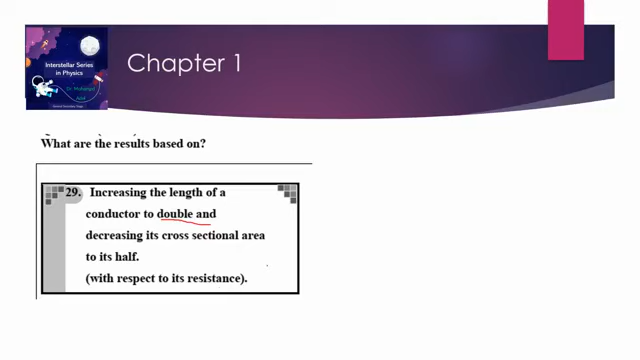 Interstellar Series
in Physics
Chapter 1
What are the results based on?
29. Increasing the length of a
conductor to double and
decreasing its cross sectional area
to its half.
(with respect to its resistance).